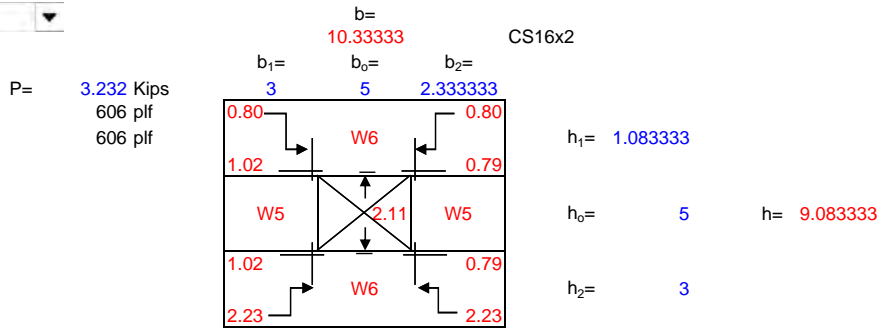 b=
10.33333 CS16x2
b₁= bₒ= b₂=
P= 3.232 Kips 3 5 2.333333
606 plf 0.80 0.80
606 plf W6 h₁= 1.083333
1.02 0.79
W5 2.11 W5 hₒ= 5 h= 9.083333
1.02 0.79
W6 h₂= 3
2.23 2.23